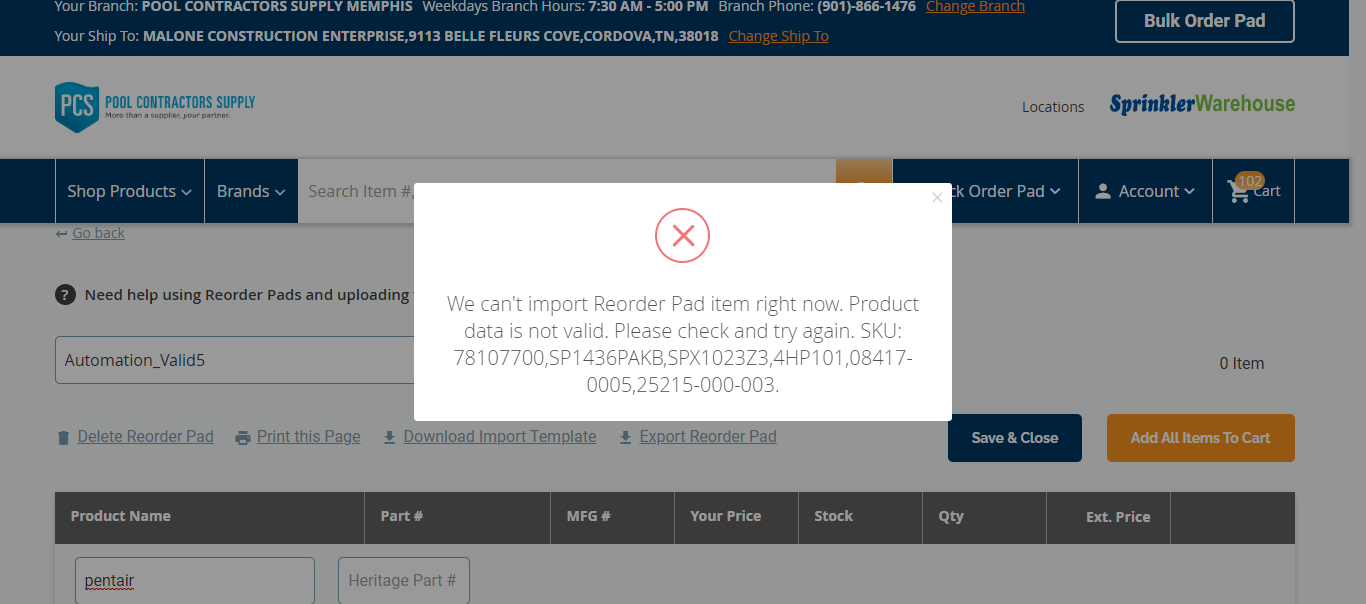 Your Branch: POOL CONTRACTORS SUPPLY MEMPHIS Weekdays Branch Hours: 7:30 AM - 5:00 PM Branch Phone: (901)-866-1476 Change Branch
Bulk Order Pad
Your Ship To: MALONE CONSTRUCTION ENTERPRISE,9113 BELLE FLEURS COVE,CORDOVA,TN,38018 Change Ship To
PCS POOL CONTRACTORS SUPPLY
More than a supplier, your partner.
Locations
SprinklerWarehouse
Shop Products
Brands
Search Item #,
Order Pad
Account
102
Cart
Go back
We can't import Reorder Pad item right now. Product
data is not valid. Please check and try again. SKU:
78107700,SP1436PAKB,SPX1023Z3,4HP101,08417-
0005,25215-000-003.
? Need help using Reorder Pads and uploading
Automation_Valid5
0 Item
Delete Reorder Pad
Print this Page
Download Import Template
Export Reorder Pad
Save & Close
Add All Items To Cart
Product Name
Part #
MFG #
Your Price
Stock
Qty
Ext. Price
pentair
Heritage Part #